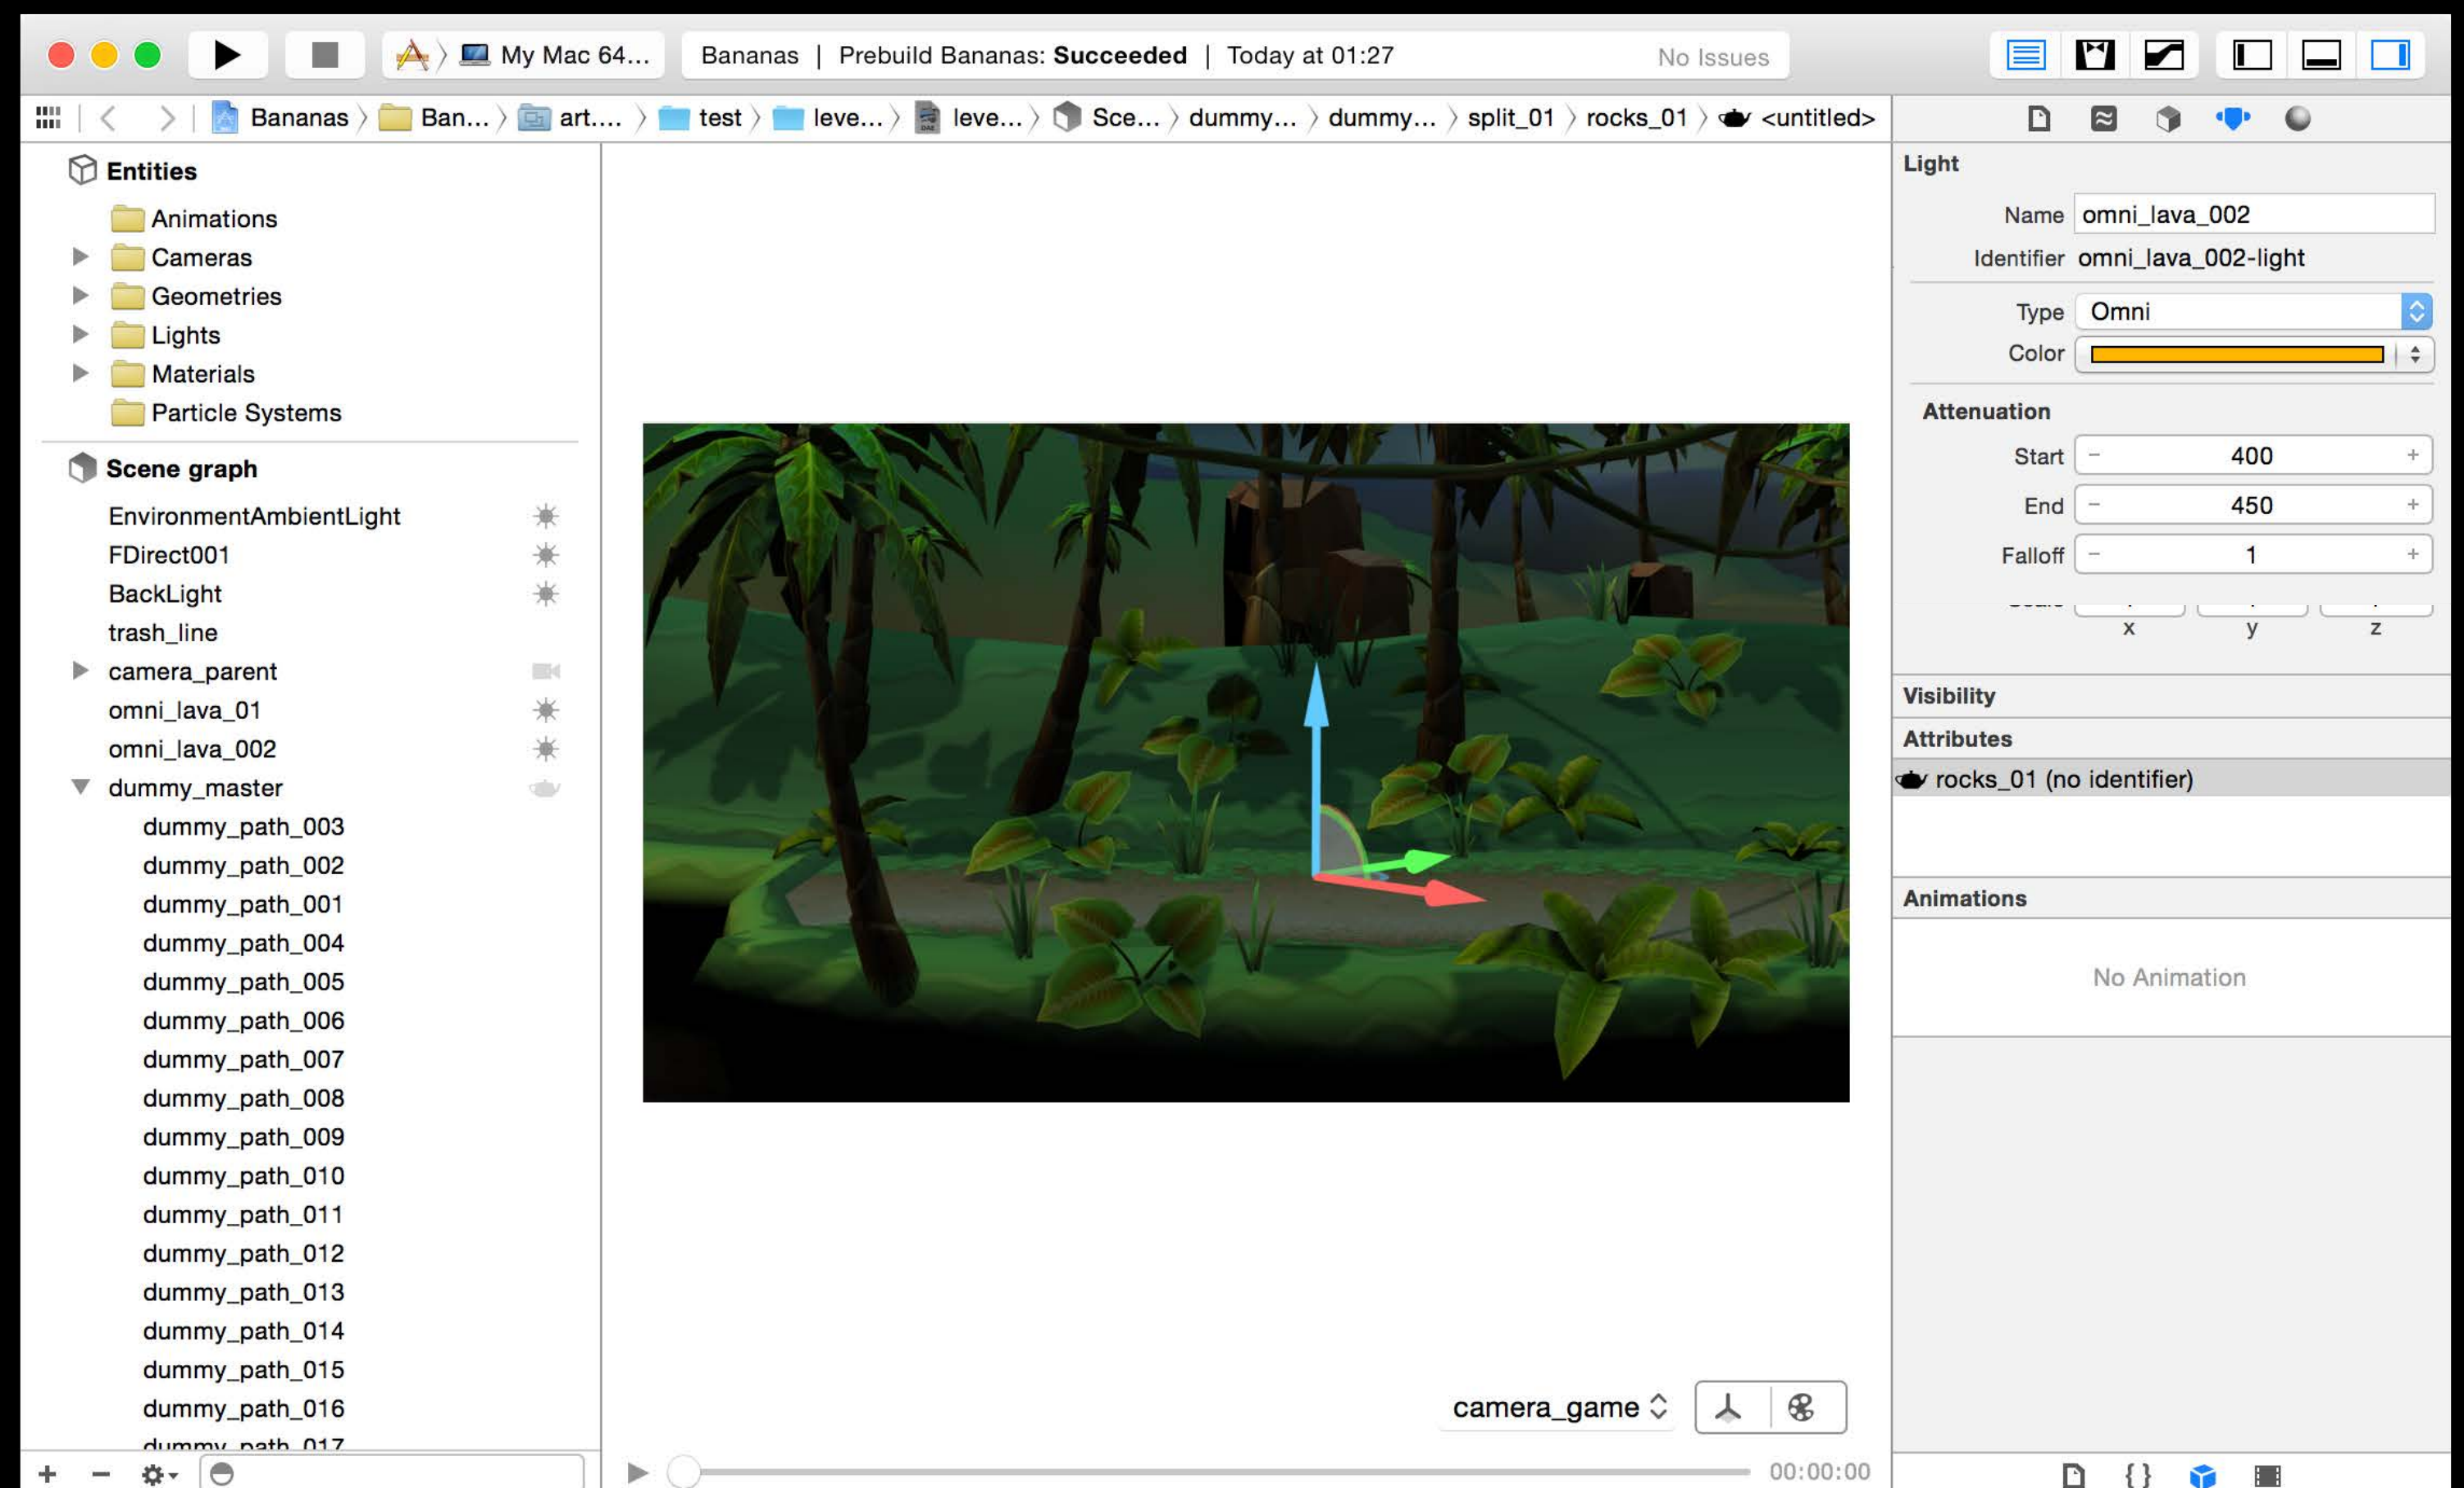 My Mac 64...
Bananas | Prebuild Bananas: Succeeded | Today at 01:27
No Issues
Bananas
Ban...
art....
test
leve...
leve...
Sce...
dummy...
dummy...
split_01
rocks_01
<untitled>
Entities
Animations
Cameras
Geometries
Lights
Materials
Particle Systems
Scene graph
EnvironmentAmbientLight
FDirect001
BackLight
trash_line
camera_parent
omni_lava_01
omni_lava_002
dummy_master
dummy_path_003
dummy_path_002
dummy_path_001
dummy_path_004
dummy_path_005
dummy_path_006
dummy_path_007
dummy_path_008
dummy_path_009
dummy_path_010
dummy_path_011
dummy_path_012
dummy_path_013
dummy_path_014
dummy_path_015
dummy_path_016
dummy_path_017
camera_game
00:00:00
Light
Name omni_lava_002
Identifier omni_lava_002-light
Type Omni
Color
Attenuation
Start - 400 +
End - 450 +
Falloff - 1 +
x y z
Visibility
Attributes
rocks_01 (no identifier)
Animations
No Animation